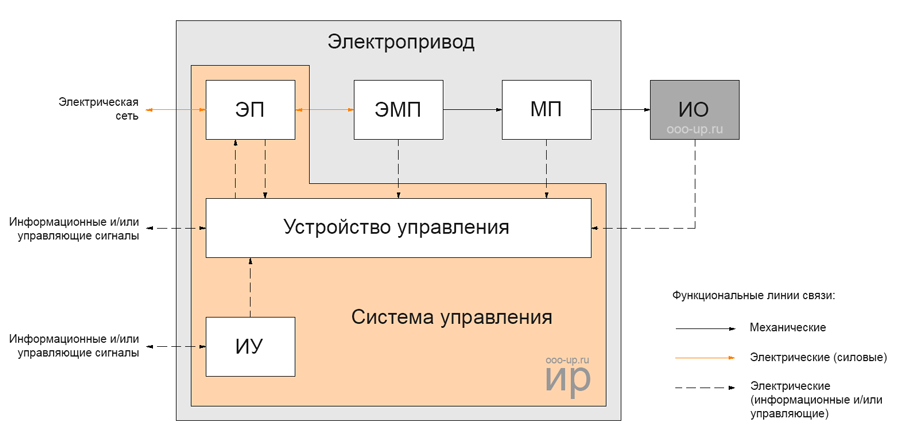 Электропривод
Электрическая
сеть
ЭП
ЭМП
МП
ИО
ooo-up.ru
Информационные и/или
управляющие сигналы
Устройство управления
Система управления
Информационные и/или
управляющие сигналы
ИУ
ooo-up.ru
ир
Функциональные линии связи:
Механические
Электрические (силовые)
Электрические
(информационные и/или
управляющие)